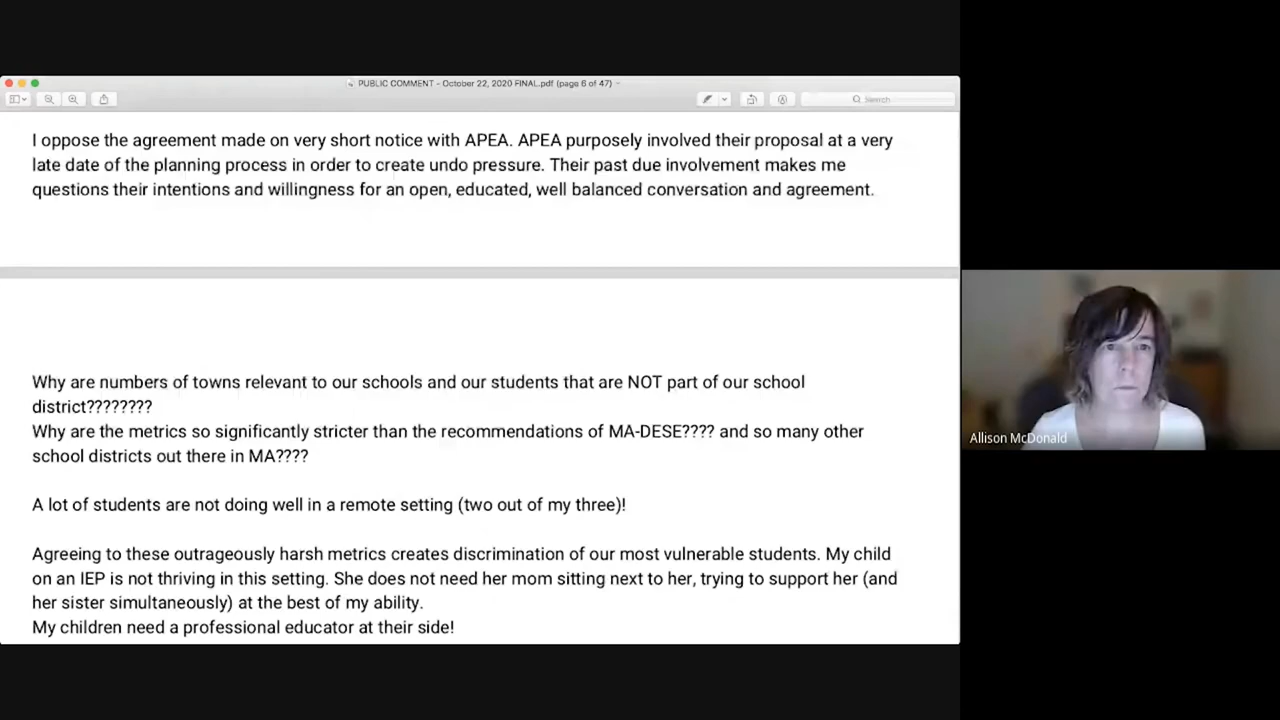 PUBLIC COMMENT - October 22, 2020 FINAL.pdf (page 6 of 47)
Search
I oppose the agreement made on very short notice with APEA. APEA purposely involved their proposal at a very
late date of the planning process in order to create undo pressure. Their past due involvement makes me
questions their intentions and willingness for an open, educated, well balanced conversation and agreement.
Why are numbers of towns relevant to our schools and our students that are NOT part of our school
district????????
Why are the metrics so significantly stricter than the recommendations of MA-DESE???? and so many other
school districts out there in MA????
A lot of students are not doing well in a remote setting (two out of my three)!
Agreeing to these outrageously harsh metrics creates discrimination of our most vulnerable students. My child
on an IEP is not thriving in this setting. She does not need her mom sitting next to her, trying to support her (and
her sister simultaneously) at the best of my ability.
My children need a professional educator at their side!
Allison McDonald